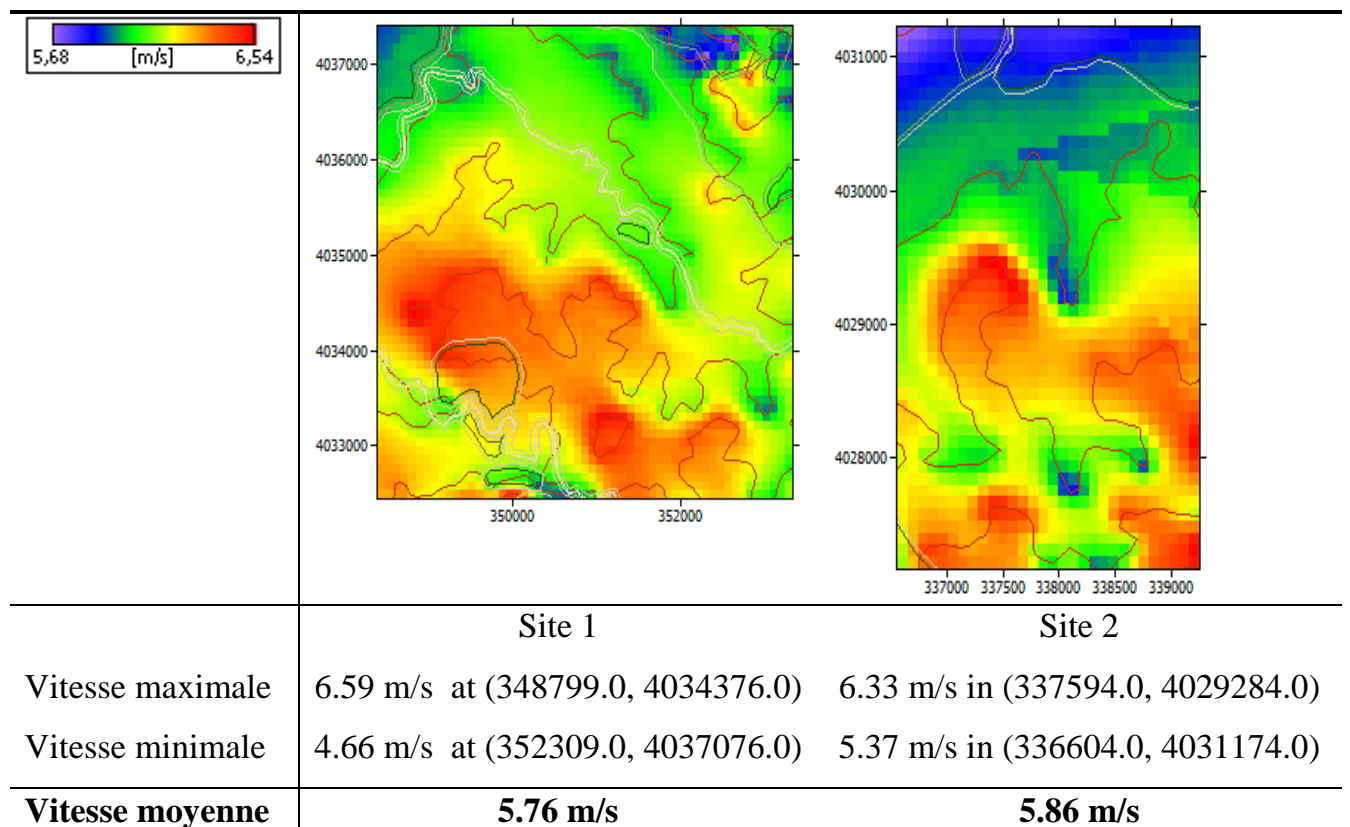 5,68 [m/s] 6,54
4037000
4036000
4035000
4034000
4033000
350000 352000
4031000
4030000
4029000
4028000
337000 337500 338000 338500 339000
Site 1 Site 2
Vitesse maximale 6.59 m/s at (348799.0, 4034376.0) 6.33 m/s in (337594.0, 4029284.0)
Vitesse minimale 4.66 m/s at (352309.0, 4037076.0) 5.37 m/s in (336604.0, 4031174.0)
Vitesse moyenne 5.76 m/s 5.86 m/s